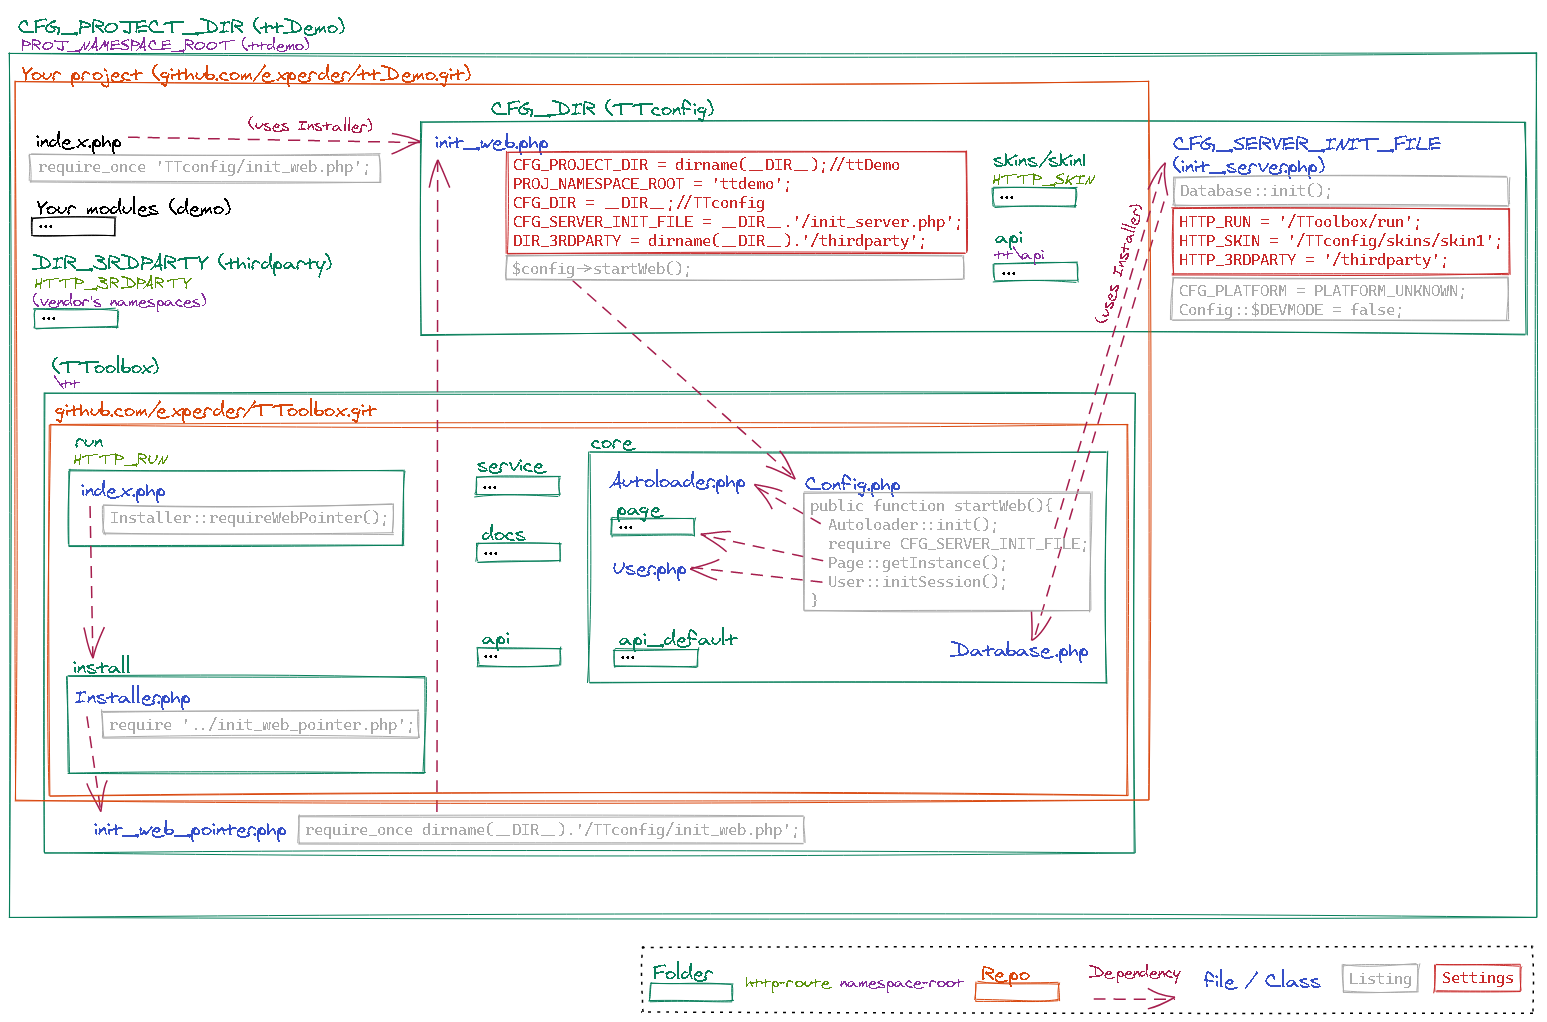 CFG_PROJECT_DIR (ttDemo)
PROJ_NAMESPACE_ROOT (ttdemo)
Your project (github.com/experder/ttDemo.git)
index.php
(uses Installer)
require_once 'TTconfig/init_web.php';
Your modules (demo)
...
DIR_3RDPARTY (thirdparty)
HTTP_3RDPARTY
(vendor's namespaces)
...
CFG_DIR (TTconfig)
init_web.php
CFG_PROJECT_DIR = dirname(__DIR__);//ttDemo
PROJ_NAMESPACE_ROOT = 'ttdemo';
CFG_DIR = __DIR__;//TTconfig
CFG_SERVER_INIT_FILE = __DIR__.'/init_server.php';
DIR_3RDPARTY = dirname(__DIR__).'/thirdparty';
$config->startWeb();
skins/skin1
HTTP_SKIN
...
api
tt\api
...
(uses Installer)
CFG_SERVER_INIT_FILE
(init_server.php)
Database::init();
HTTP_RUN = '/TToolbox/run';
HTTP_SKIN = '/TTconfig/skins/skin1';
HTTP_3RDPARTY = '/thirdparty';
CFG_PLATFORM = PLATFORM_UNKNOWN;
Config::$DEVMODE = false;
(TToolbox)
\tt
github.com/experder/TToolbox.git
run
HTTP_RUN
index.php
Installer::requireWebPointer();
install
Installer.php
require '../init_web_pointer.php';
service
...
docs
...
api
...
core
Autoloader.php
page
...
User.php
api_default
...
Config.php
public function startWeb(){
Autoloader::init();
require CFG_SERVER_INIT_FILE;
Page::getInstance();
User::initSession();
}
Database.php
init_web_pointer.php
require_once dirname(__DIR__).'/TTconfig/init_web.php';
Folder
http-route
namespace-root
Repo
Dependency
file / Class
Listing
Settings